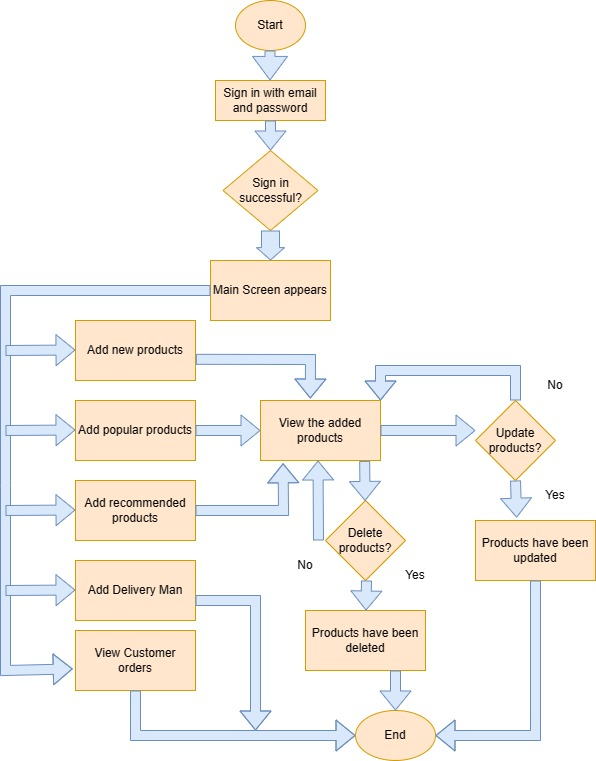 Start
Sign in with email
and password
Sign in
successful?
Main Screen appears
Add new products
No
Add popular products
View the added
products
Update
products?
Yes
Add recommended
products
Delete
products?
Products have been
updated
No
Yes
Add Delivery Man
Products have been
deleted
View Customer
orders
End